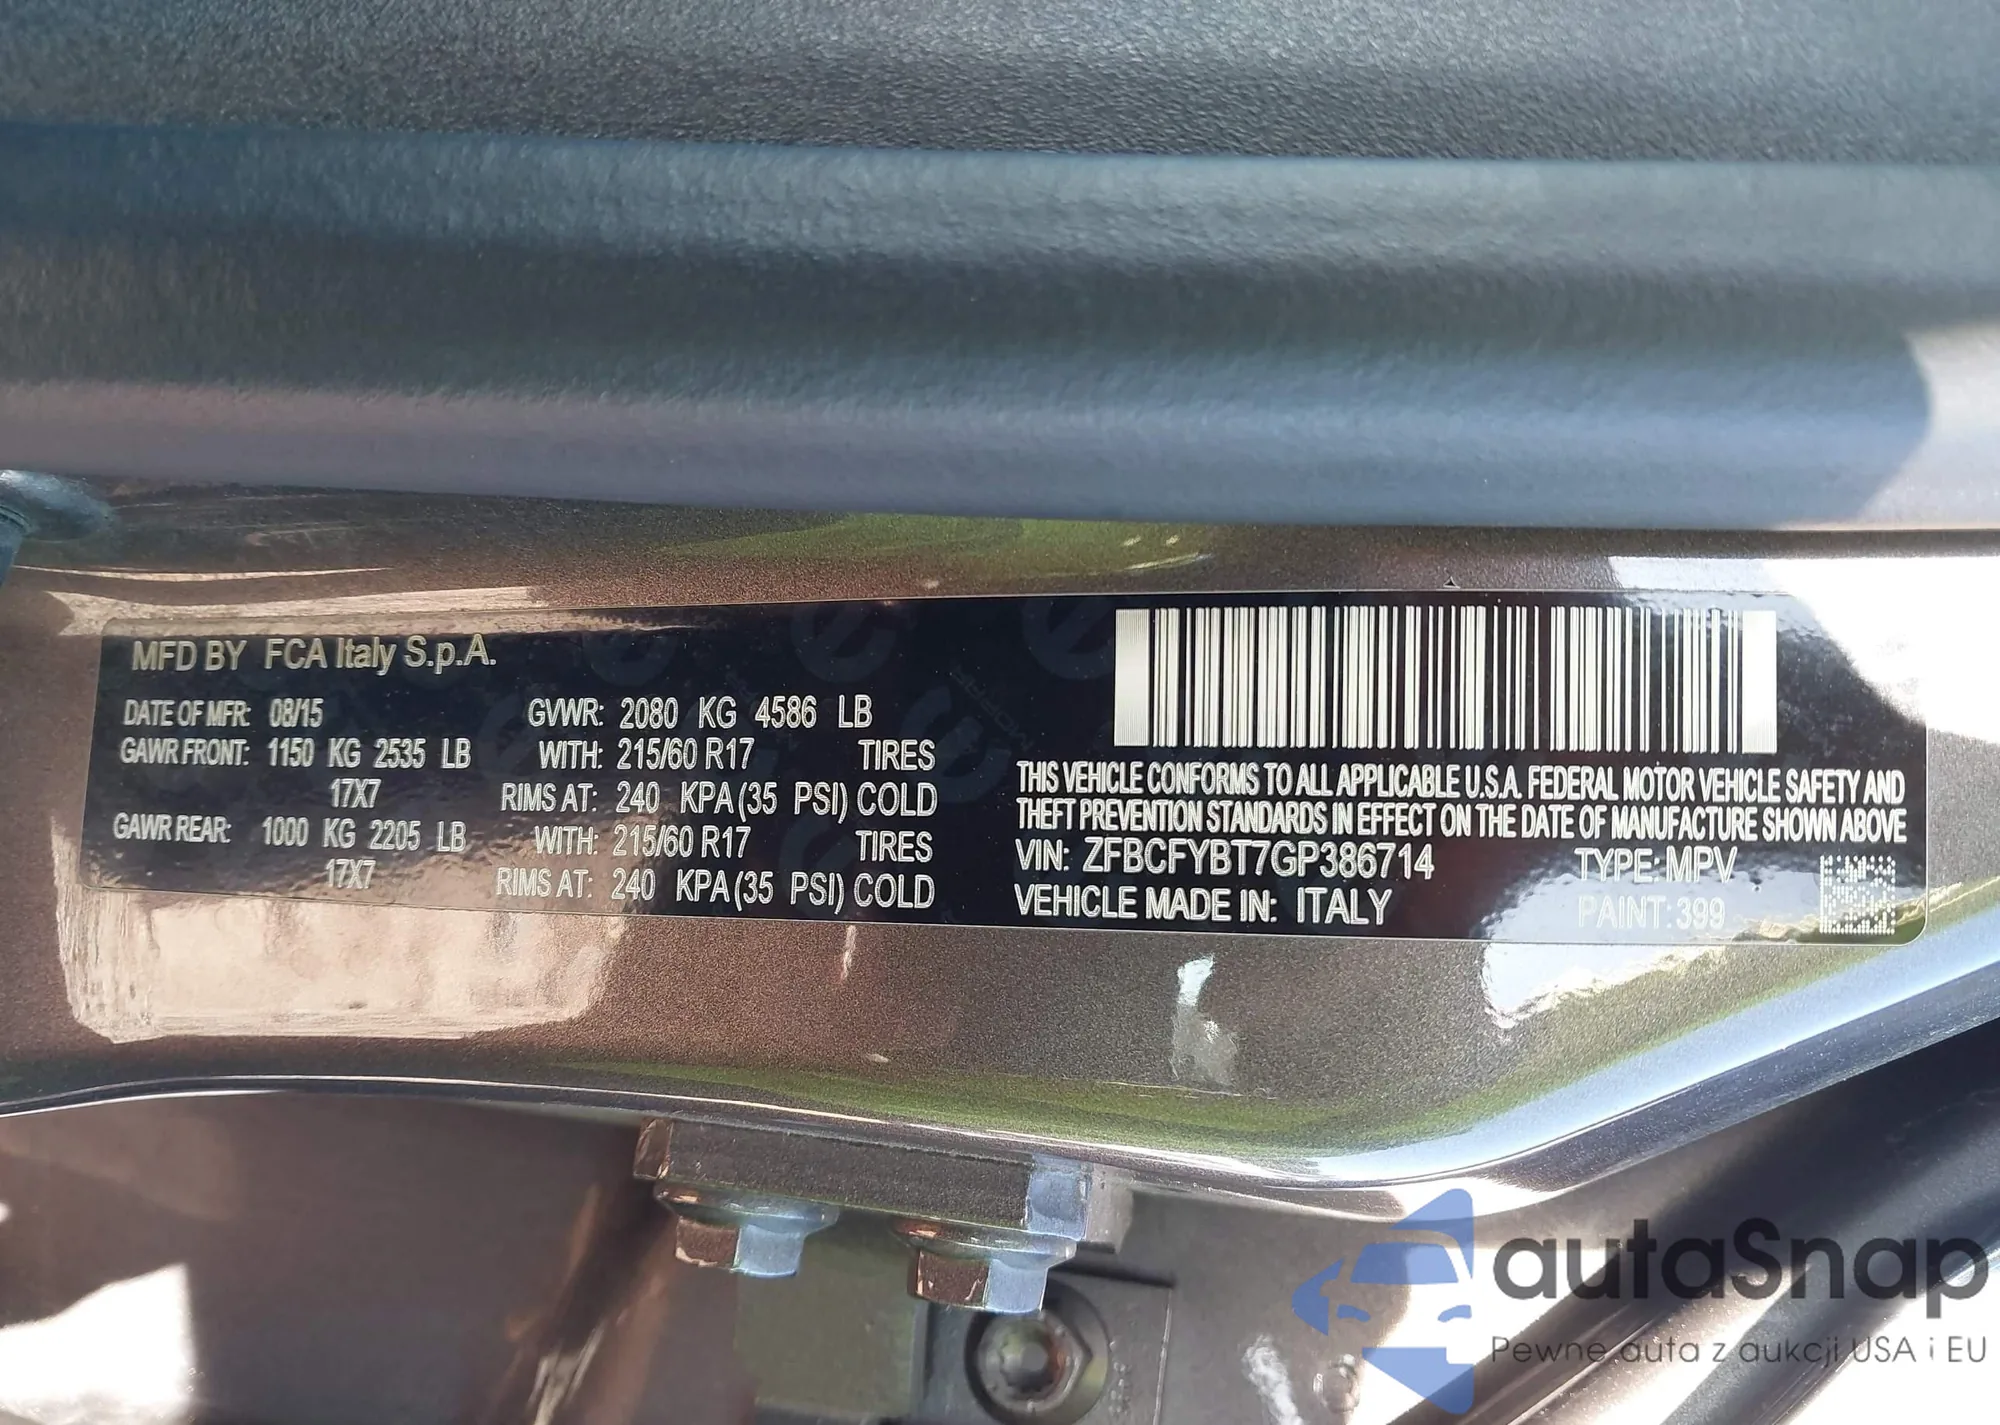 MFD BY FCA Italy S.p.A.
DATE OF MFR: 08/15 GVWR: 2080 KG 4586 LB
GAWR FRONT: 1150 KG 2535 LB WITH: 215/60 R17 TIRES
17X7 RIMS AT: 240 KPA (35 PSI) COLD
GAWR REAR: 1000 KG 2205 LB WITH: 215/60 R17 TIRES
17X7 RIMS AT: 240 KPA (35 PSI) COLD
THIS VEHICLE CONFORMS TO ALL APPLICABLE U.S.A. FEDERAL MOTOR VEHICLE SAFETY AND
THEFT PREVENTION STANDARDS IN EFFECT ON THE DATE OF MANUFACTURE SHOWN ABOVE
VIN: ZFBCFYBT7GP386714 TYPE: MPV
VEHICLE MADE IN: ITALY PAINT: 399
autaSnap
Pewne auta z aukcji USA i EU